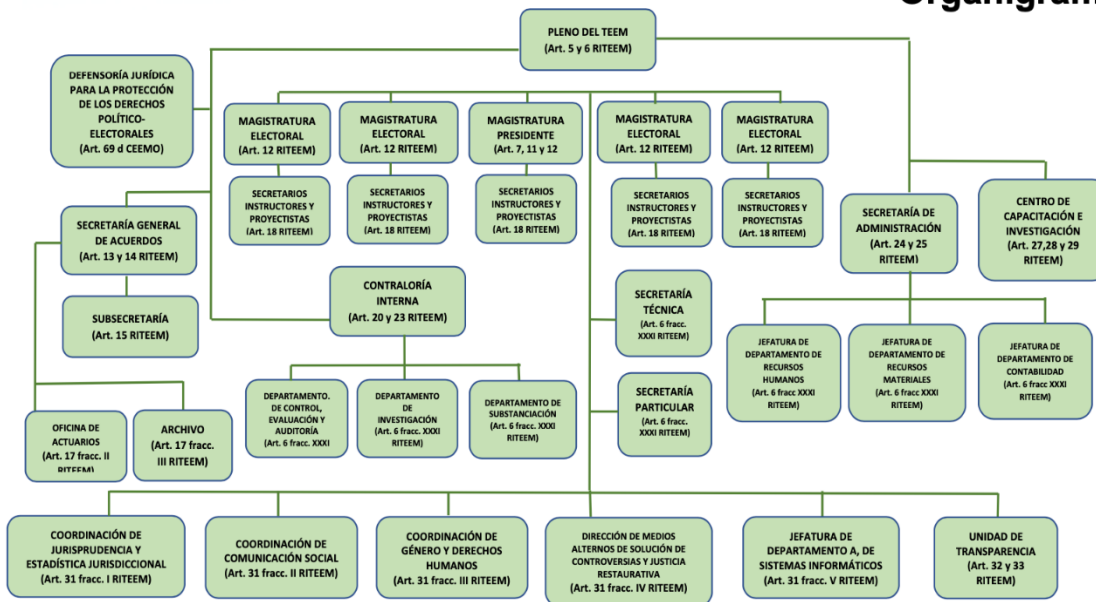 Organigram
PLENO DEL TEEM
(Art. 5 y 6 RITEEM)
DEFENSORÍA JURÍDICA
PARA LA PROTECCIÓN
DE LOS DERECHOS
POLÍTICO-
ELECTORALES
(Art. 69 d CEEMO)
MAGISTRATURA
ELECTORAL
(Art. 12 RITEEM)
MAGISTRATURA
ELECTORAL
(Art. 12 RITEEM)
MAGISTRATURA
PRESIDENTE
(Art. 7, 11 y 12
MAGISTRATURA
ELECTORAL
(Art. 12 RITEEM)
MAGISTRATURA
ELECTORAL
(Art. 12 RITEEM)
SECRETARIOS
INSTRUCTORES Y
PROYECTISTAS
(Art. 18 RITEEM)
SECRETARIOS
INSTRUCTORES Y
PROYECTISTAS
(Art. 18 RITEEM)
SECRETARIOS
INSTRUCTORES Y
PROYECTISTAS
(Art. 18 RITEEM)
SECRETARIOS
INSTRUCTORES Y
PROYECTISTAS
(Art. 18 RITEEM)
SECRETARIOS
INSTRUCTORES Y
PROYECTISTAS
(Art. 18 RITEEM)
SECRETARÍA GENERAL
DE ACUERDOS
(Art. 13 y 14 RITEEM)
SECRETARÍA DE
ADMINISTRACIÓN
(Art. 24 y 25
RITEEM)
CENTRO DE
CAPACITACIÓN E
INVESTIGACIÓN
(Art. 27,28 y 29
RITEEM)
SUBSECRETARÍA
(Art. 15 RITEEM)
CONTRALORÍA
INTERNA
(Art. 20 y 23 RITEEM)
SECRETARÍA
TÉCNICA
(Art. 6 fracc.
XXXI RITEEM)
JEFATURA DE
DEPARTAMENTO DE
RECURSOS
HUMANOS
(Art. 6 fracc XXXI
RITEEM)
JEFATURA DE
DEPARTAMENTO DE
RECURSOS
MATERIALES
(Art. 6 fracc XXXI
RITEEM)
JEFATURA DE
DEPARTAMENTO DE
CONTABILIDAD
(Art. 6 fracc XXXI
RITEEM)
OFICINA DE
ACTUARIOS
(Art. 17 fracc. II
RITEEM)
ARCHIVO
(Art. 17 fracc.
III RITEEM)
DEPARTAMENTO.
DE CONTROL,
EVALUACIÓN Y
AUDITORÍA
(Art. 6 fracc. XXXI
DEPARTAMENTO
DE
INVESTIGACIÓN
(Art. 6 fracc. XXXI
RITEEM)
DEPARTAMENTO DE
SUBSTANCIACIÓN
(Art. 6 fracc. XXXI
RITEEM)
SECRETARÍA
PARTICULAR
(Art. 6 fracc.
XXXI RITEEM)
COORDINACIÓN DE
JURISPRUDENCIA Y
ESTADÍSTICA JURISDICCIONAL
(Art. 31 fracc. I RITEEM)
COORDINACIÓN DE
COMUNICACIÓN SOCIAL
(Art. 31 fracc. II RITEEM)
COORDINACIÓN DE
GÉNERO Y DERECHOS
HUMANOS
(Art. 31 fracc. III RITEEM)
DIRECCIÓN DE MEDIOS
ALTERNOS DE SOLUCIÓN DE
CONTROVERSIAS Y JUSTICIA
RESTAURATIVA
(Art. 31 fracc. IV RITEEM)
JEFATURA DE
DEPARTAMENTO A, DE
SISTEMAS INFORMÁTICOS
(Art. 31 fracc. V RITEEM)
UNIDAD DE
TRANSPARENCIA
(Art. 32 y 33
RITEEM)